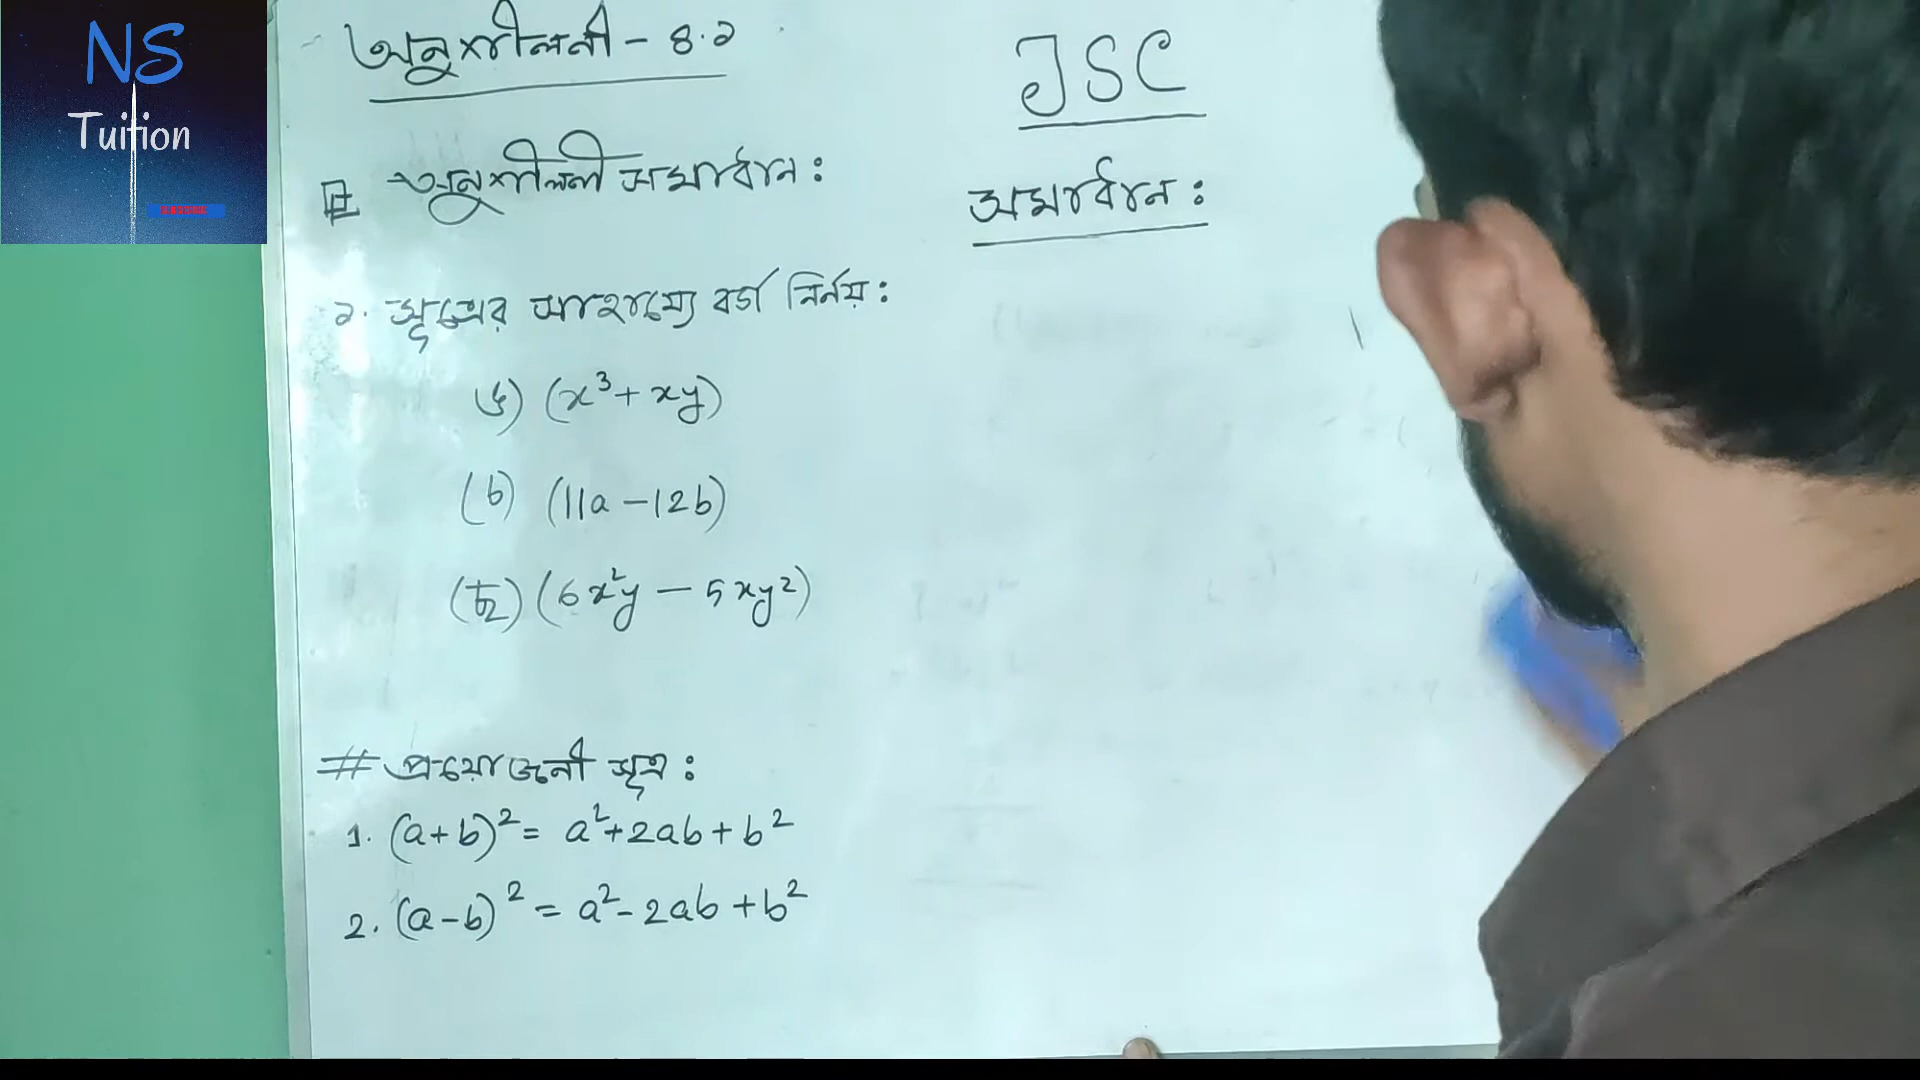 NS
Tuition
অনুশীলনী - ৪.১
JSC
অনুশীলনী সমাধান :
সমাধান :
১. সূত্রের সাহায্যে বর্গ নির্নয় :
ঙ) (x³ + xy)
(চ) (11a - 12b)
(ছ) (6x²y - 5xy²)
# প্রয়োজনী সূত্র :
1. (a+b)² = a²+2ab+b²
2. (a-b)² = a²-2ab+b²